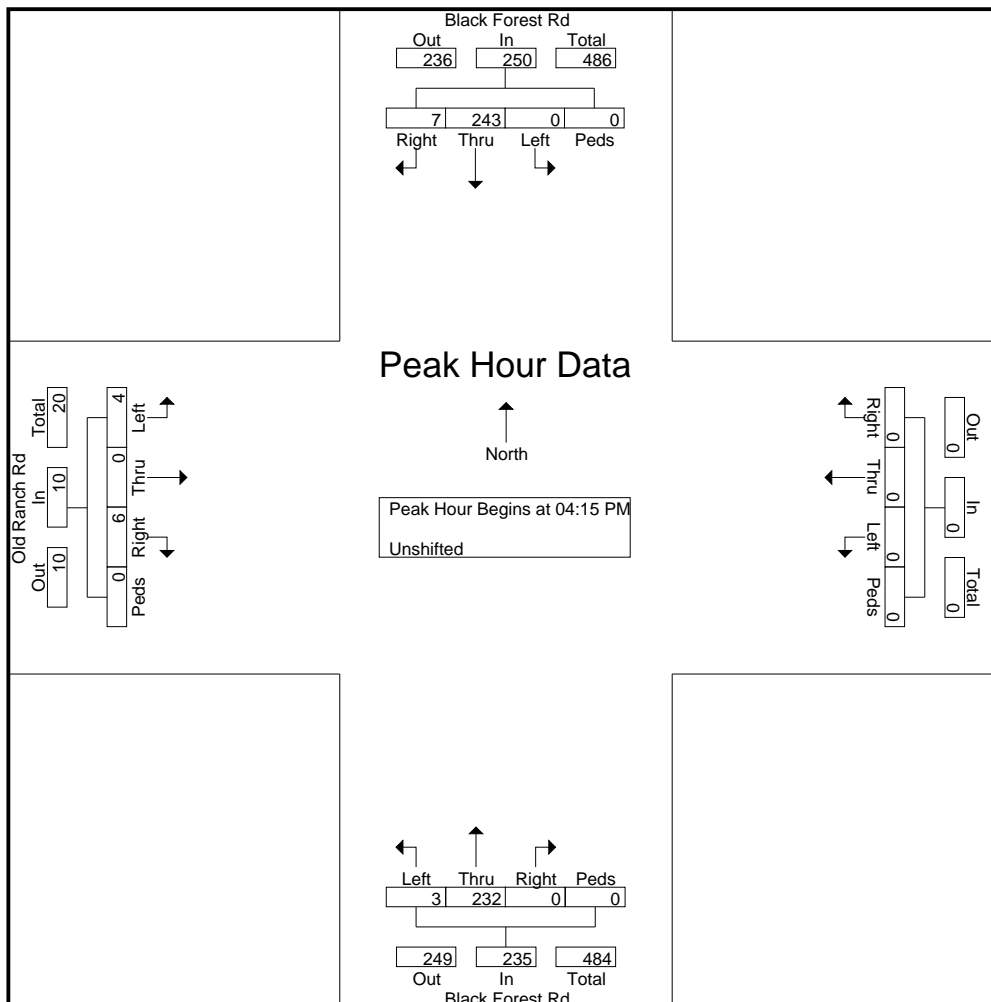 Black Forest Rd
Out In Total
236 250 486
7 243 0 0
Right Thru Left Peds
Peak Hour Data
North
Peak Hour Begins at 04:15 PM
Unshifted
Old Ranch Rd
Out In Total
10 10 20
4 0 6 0
Left Thru Right Peds
Out In Total
0 0 0
0 0 0 0
Right Thru Left Peds
Left Thru Right Peds
3 232 0 0
249 235 484
Out In Total
Black Forest Rd